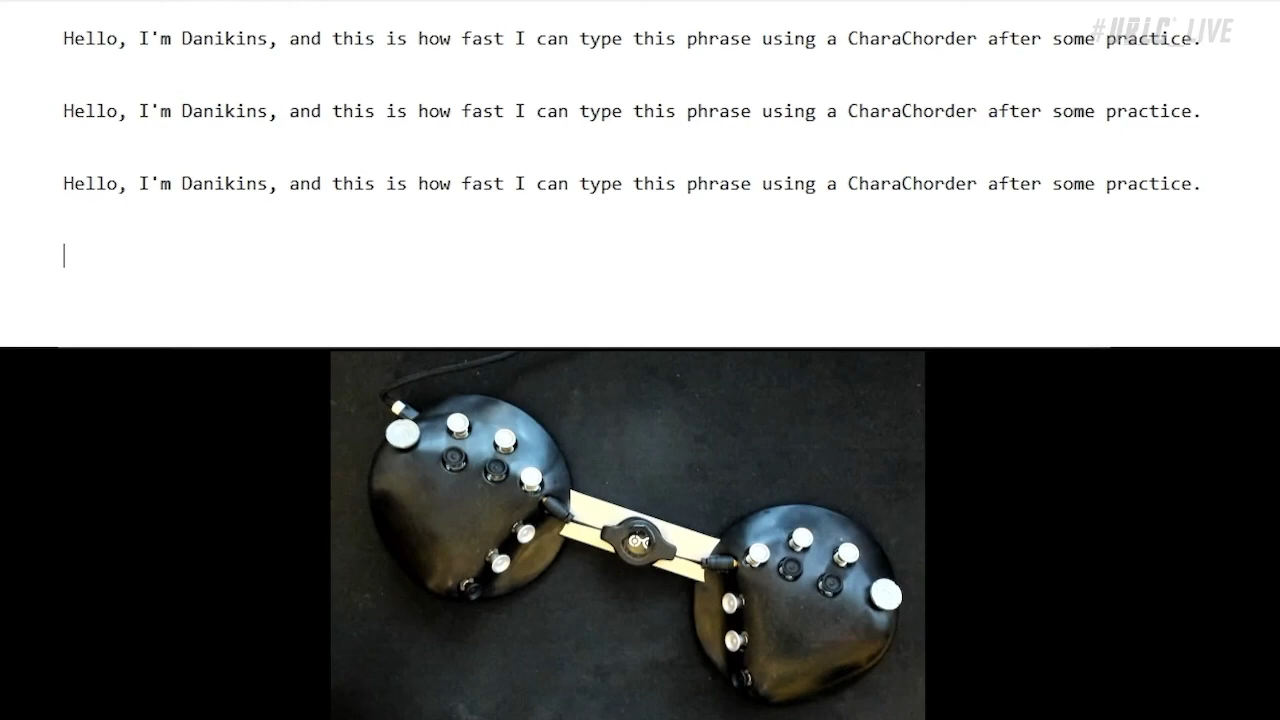 Hello, I'm Danikins, and this is how fast I can type this phrase using a CharaChorder after some practice.
Hello, I'm Danikins, and this is how fast I can type this phrase using a CharaChorder after some practice.
Hello, I'm Danikins, and this is how fast I can type this phrase using a CharaChorder after some practice.